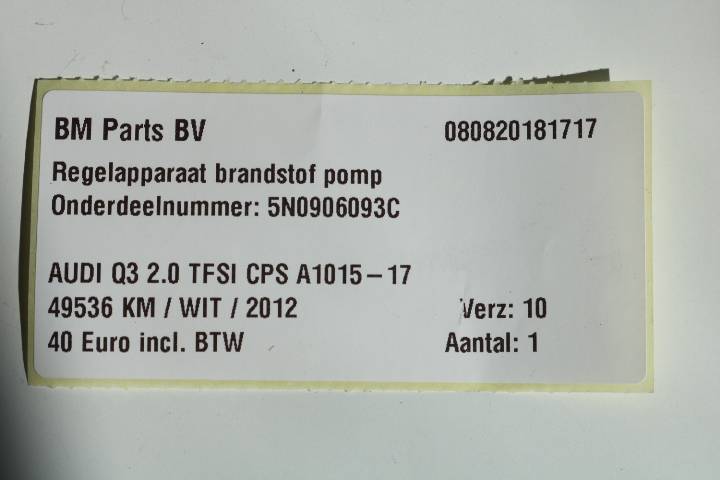 BM Parts BV 080820181717
Regelapparaat brandstof pomp
Onderdeelnummer: 5N0906093C
AUDI Q3 2.0 TFSI CPS A1015-17
49536 KM / WIT / 2012 Verz: 10
40 Euro incl. BTW Aantal: 1